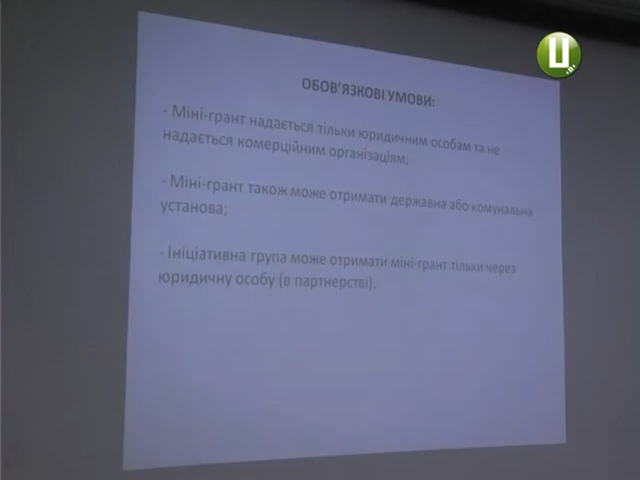 Ц
ОБОВ'ЯЗКОВІ УМОВИ:
- Міні-грант надається тільки юридичним особам та не
надається комерційним організаціям;
- Міні-грант також може отримати державна або комунальна
установа;
- Ініціативна група може отримати міні-грант тільки через
юридичну особу (в партнерстві).